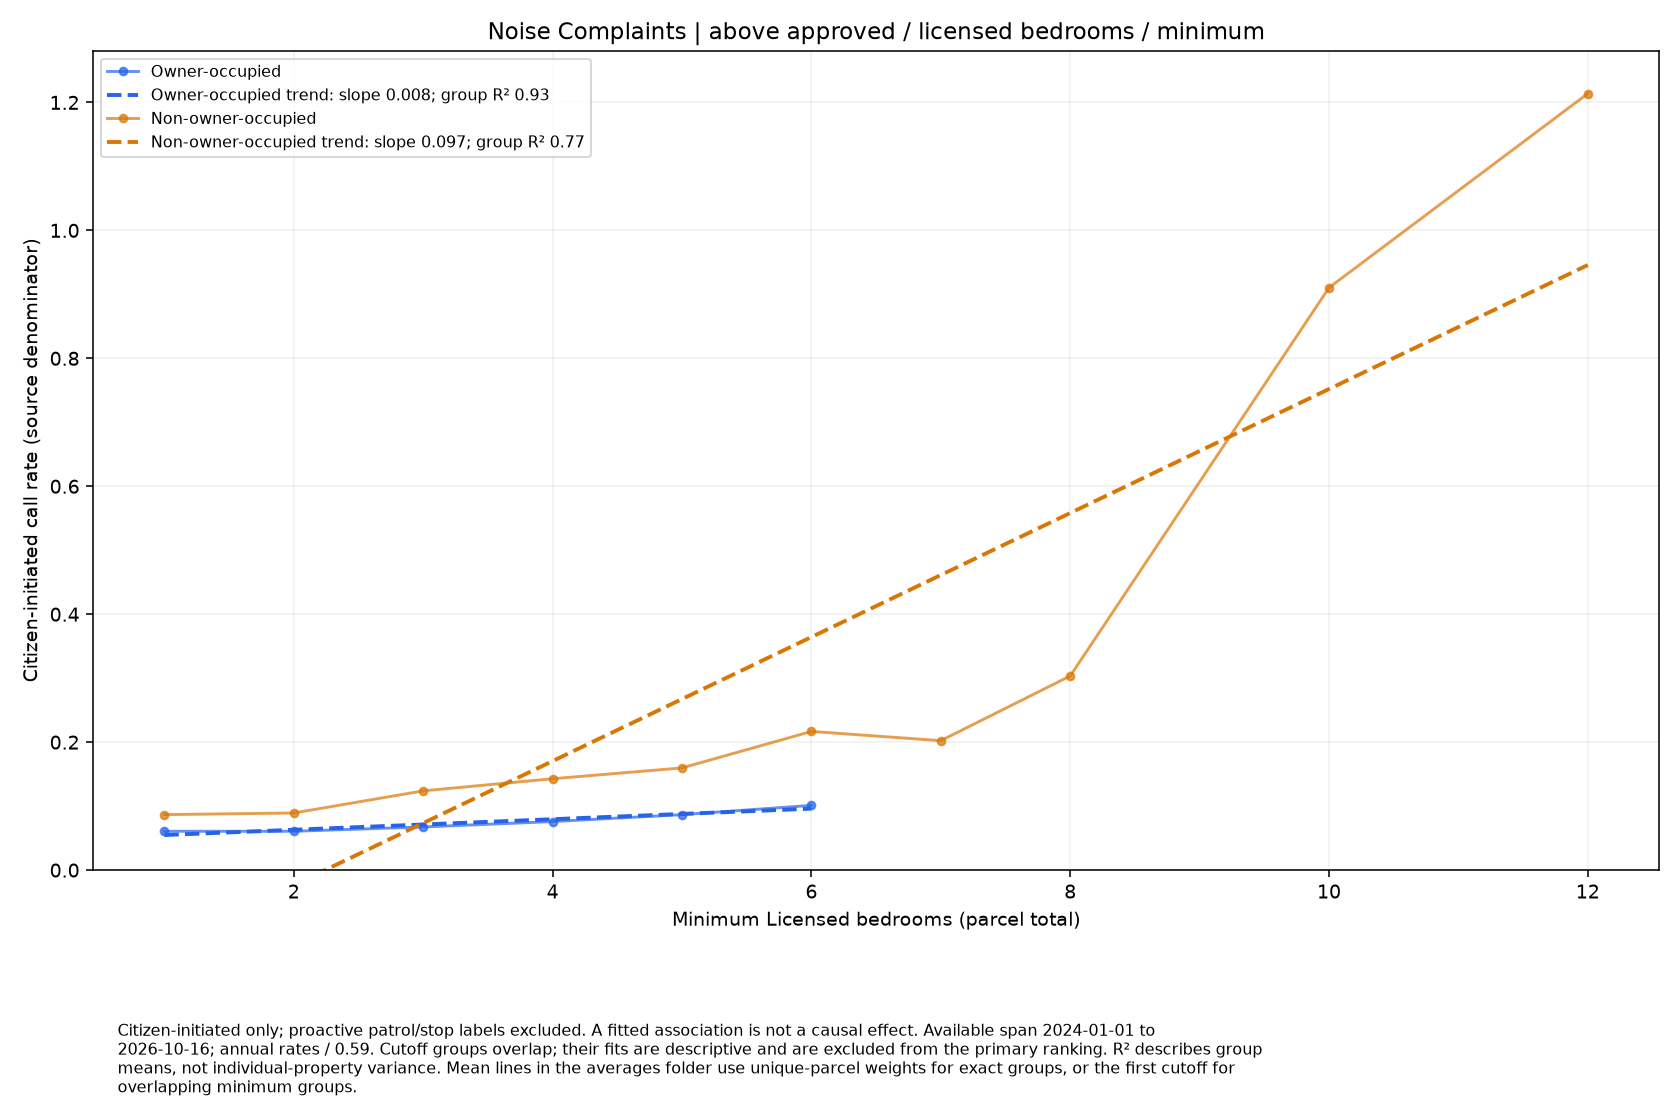 Noise Complaints | above approved / licensed bedrooms / minimum
Owner-occupied
Owner-occupied trend: slope 0.008; group R² 0.93
Non-owner-occupied
Non-owner-occupied trend: slope 0.097; group R² 0.77
Citizen-initiated call rate (source denominator)
1.2
1.0
0.8
0.6
0.4
0.2
0.0
2 4 6 8 10 12
Minimum Licensed bedrooms (parcel total)
Citizen-initiated only; proactive patrol/stop labels excluded. A fitted association is not a causal effect. Available span 2024-01-01 to
2026-10-16; annual rates / 0.59. Cutoff groups overlap; their fits are descriptive and are excluded from the primary ranking. R² describes group
means, not individual-property variance. Mean lines in the averages folder use unique-parcel weights for exact groups, or the first cutoff for
overlapping minimum groups.